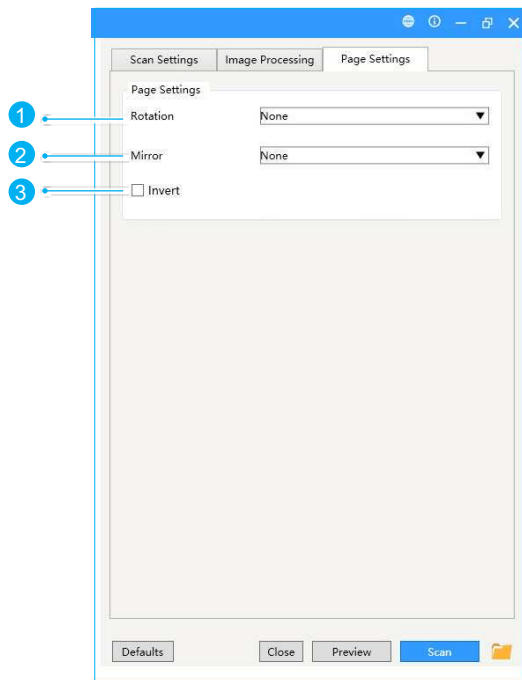 Scan Settings Image Processing Page Settings
Page Settings
1 Rotation None
2 Mirror None
3 Invert
Defaults Close Preview Scan